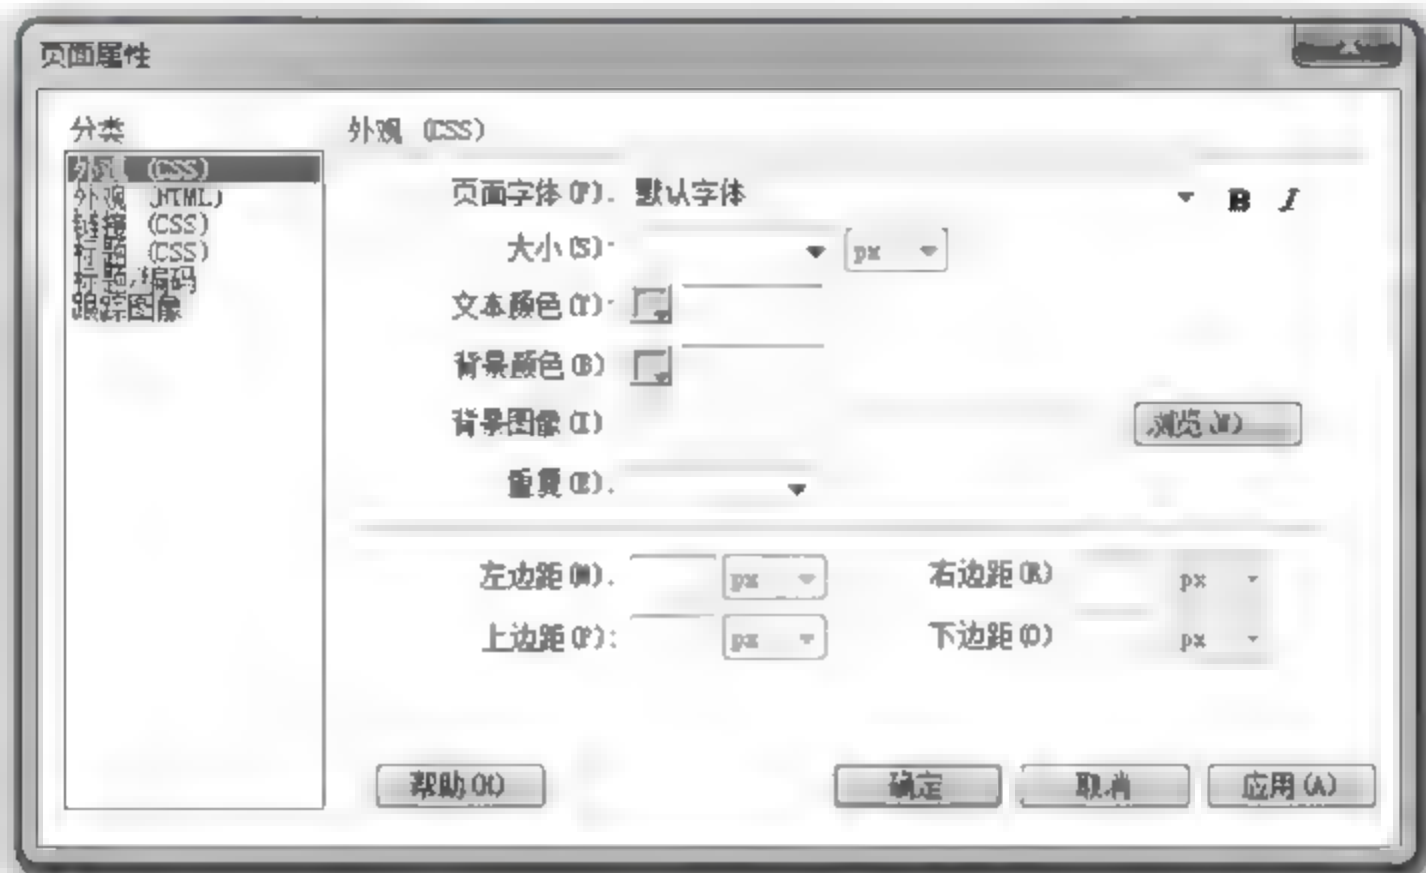 页面属性
分类
外观 (CSS)
外观 (HTML)
链接 (CSS)
标题 (CSS)
标题/编码
跟踪图像
外观 (CSS)
页面字体(F): 默认字体 B I
大小(S): px
文本颜色(T):
背景颜色(B)
背景图像(I) 浏览(W)
重复(E):
左边距(M): px 右边距(R) px
上边距(P): px 下边距(O) px
帮助(H) 确定 取消 应用(A)